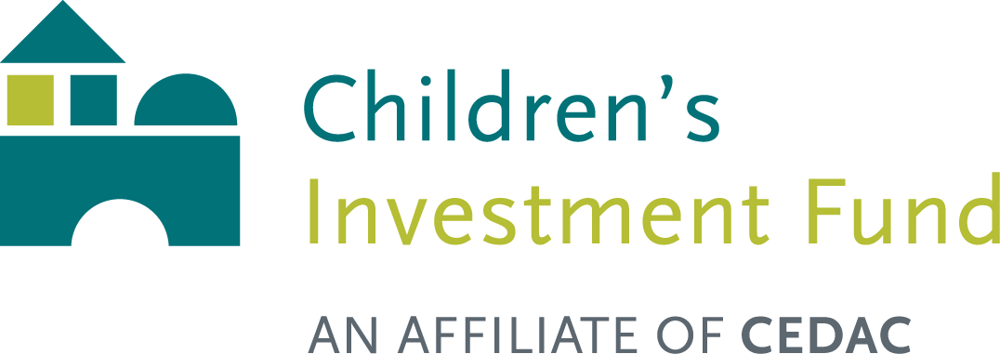 Children’s
Investment Fund
AN AFFILIATE OF CEDAC